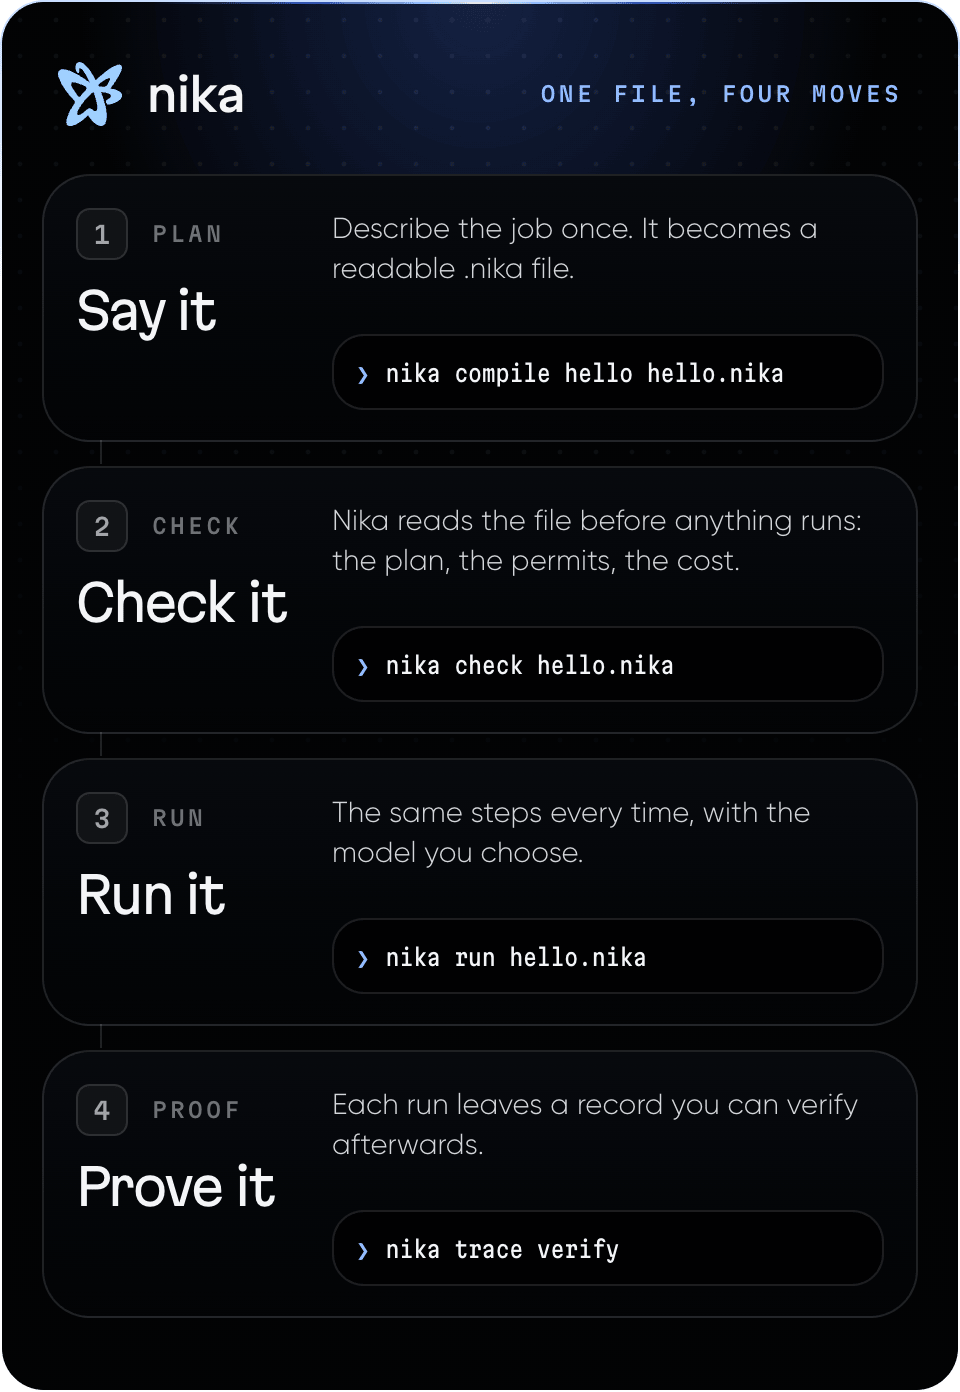 nika
ONE FILE, FOUR MOVES
1 PLAN
Say it
Describe the job once. It becomes a
readable .nika file.
❯ nika compile hello hello.nika
2 CHECK
Check it
Nika reads the file before anything runs:
the plan, the permits, the cost.
❯ nika check hello.nika
3 RUN
Run it
The same steps every time, with the
model you choose.
❯ nika run hello.nika
4 PROOF
Prove it
Each run leaves a record you can verify
afterwards.
❯ nika trace verify